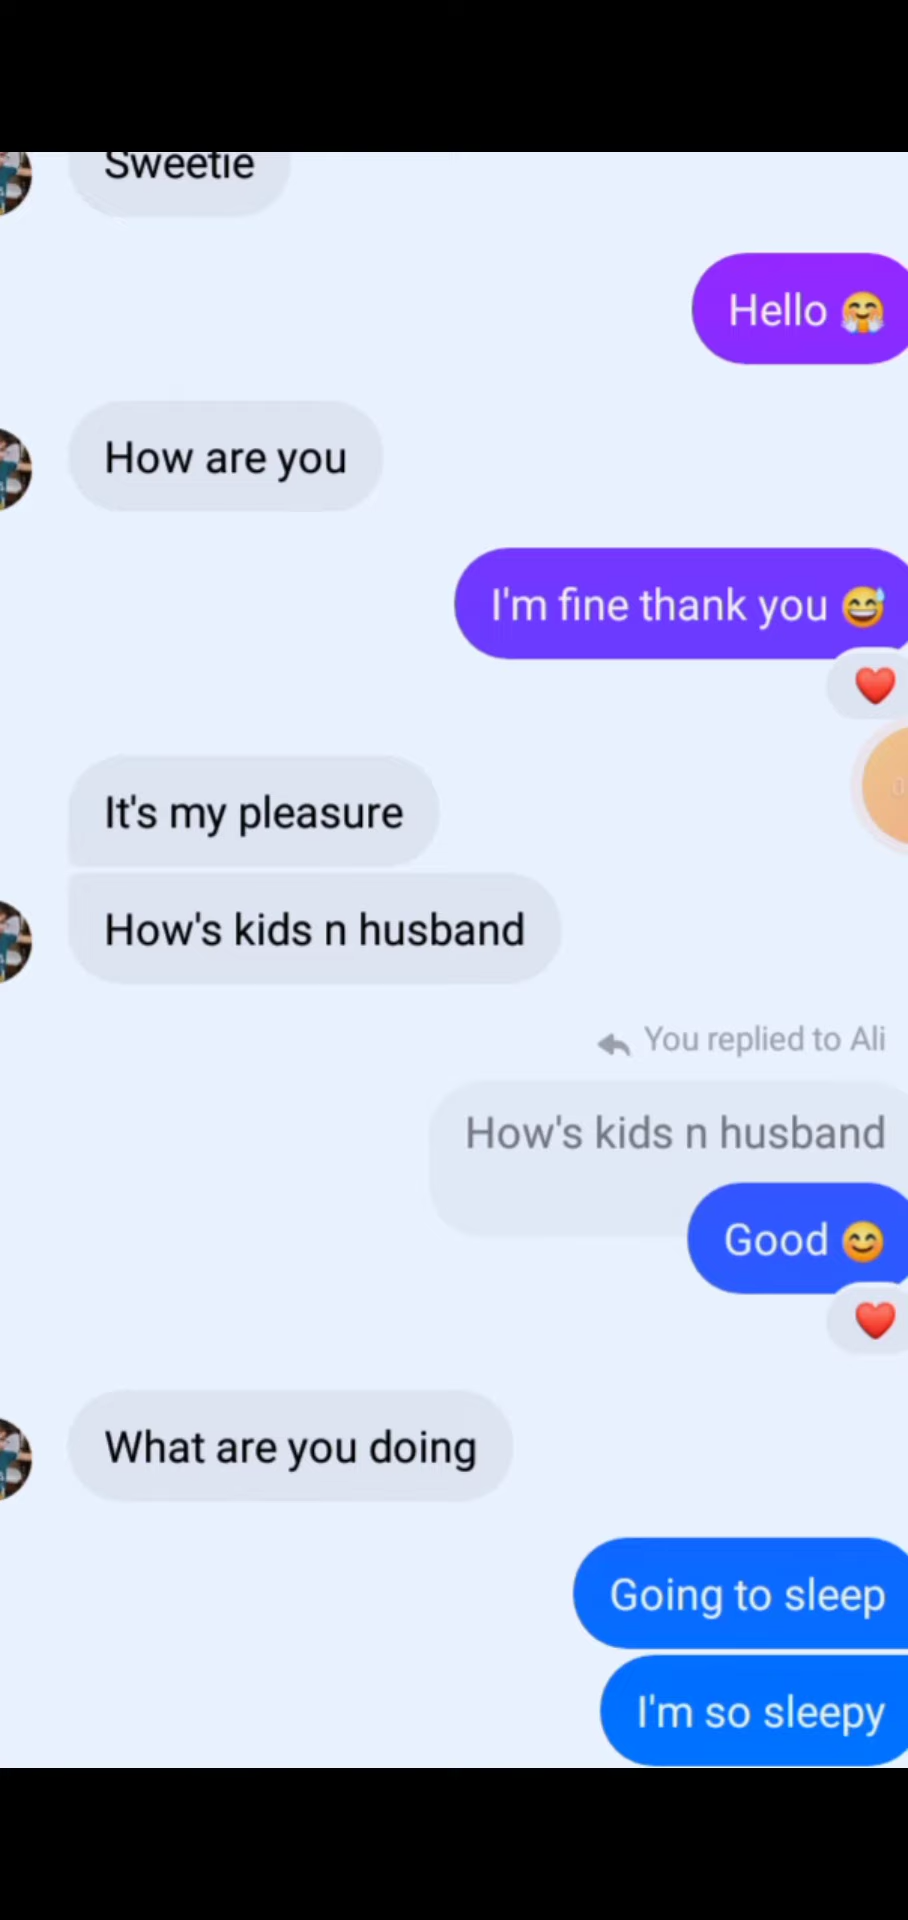 Sweetie
Hello 🤗
How are you
I'm fine thank you 😅
❤️
It's my pleasure
How's kids n husband
You replied to Ali
How's kids n husband
Good 😊
❤️
What are you doing
Going to sleep
I'm so sleepy